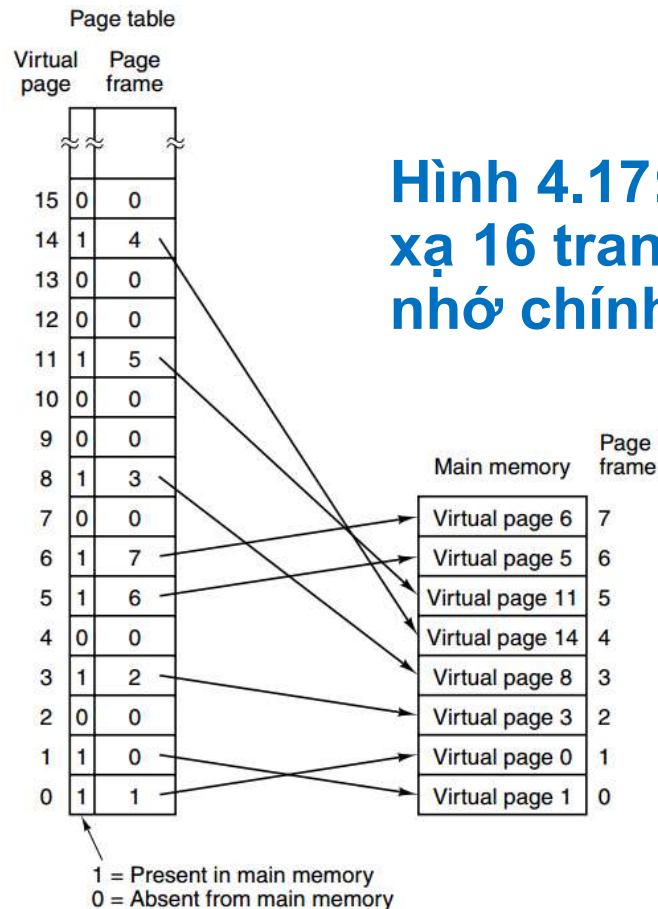 Page table
Virtual page
Page frame
15 0 0
14 1 4
13 0 0
12 0 0
11 1 5
10 0 0
9 0 0
8 1 3
7 0 0
6 1 7
5 1 6
4 0 0
3 1 2
2 0 0
1 1 0
0 1 1
1 = Present in main memory
0 = Absent from main memory
Hình 4.17:
xạ 16 tran
nhớ chính
Main memory
Page frame
Virtual page 6 7
Virtual page 5 6
Virtual page 11 5
Virtual page 14 4
Virtual page 8 3
Virtual page 3 2
Virtual page 0 1
Virtual page 1 0